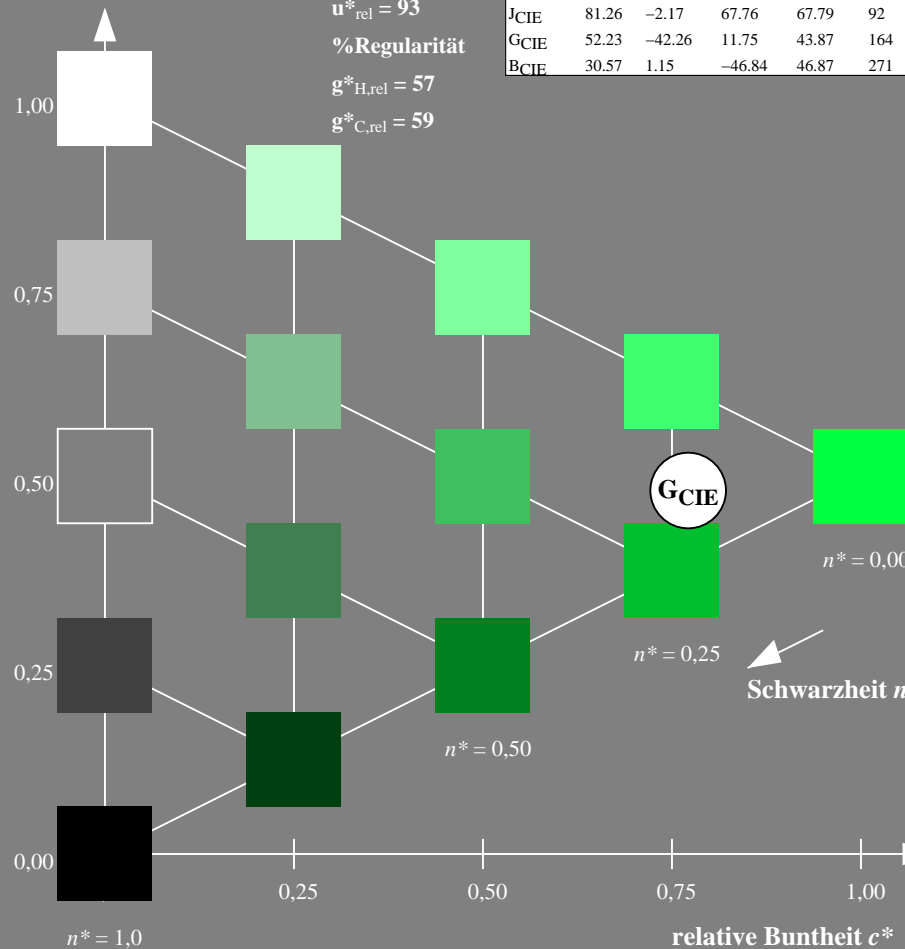 u*rel = 93
%Regularität
g*H,rel = 57
g*C,rel = 59
JCIE 81.26 −2.17 67.76 67.79 92
GCIE 52.23 −42.26 11.75 43.87 164
BCIE 30.57 1.15 −46.84 46.87 271
1,00
0,75
0,50
GCIE
n* = 0,00
n* = 0,25
0,25
Schwarzheit n
n* = 0,50
0,00
0,25 0,50 0,75 1,00
n* = 1,0
relative Buntheit c*